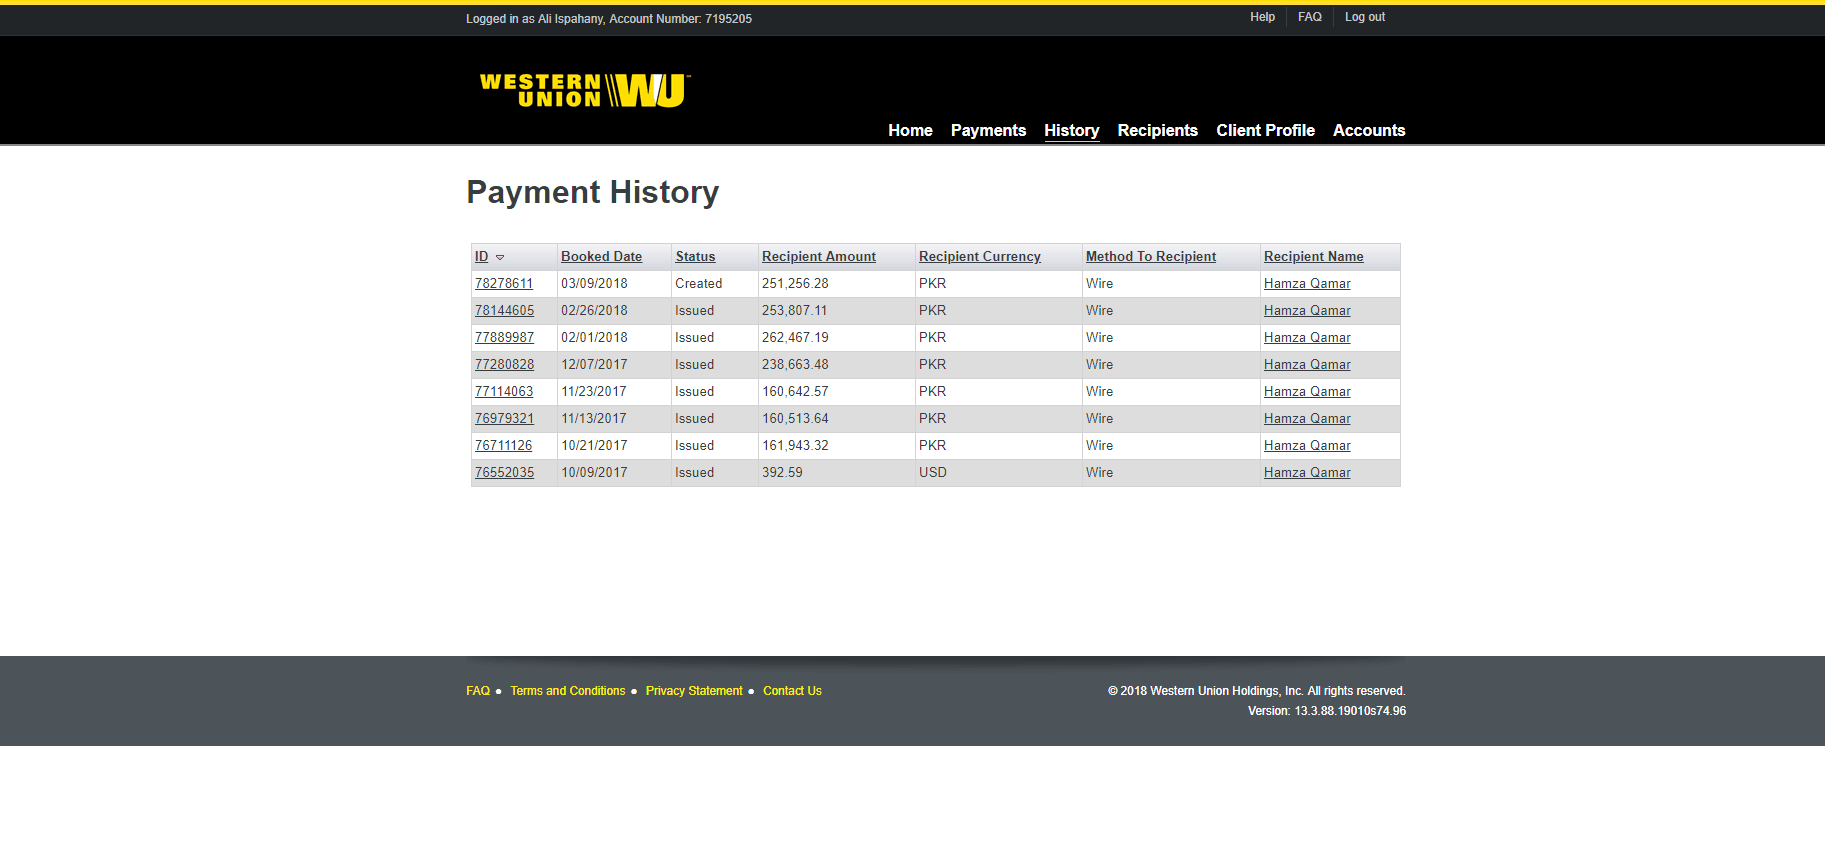 Logged in as Ali Ispahany, Account Number: 7195205
Help FAQ Log out
WESTERN UNION WU
Home Payments History Recipients Client Profile Accounts
Payment History
ID Booked Date Status Recipient Amount Recipient Currency Method To Recipient Recipient Name
78278611 03/09/2018 Created 251,256.28 PKR Wire Hamza Qamar
78144605 02/26/2018 Issued 253,807.11 PKR Wire Hamza Qamar
77889987 02/01/2018 Issued 262,467.19 PKR Wire Hamza Qamar
77280828 12/07/2017 Issued 238,663.48 PKR Wire Hamza Qamar
77114063 11/23/2017 Issued 160,642.57 PKR Wire Hamza Qamar
76979321 11/13/2017 Issued 160,513.64 PKR Wire Hamza Qamar
76711126 10/21/2017 Issued 161,943.32 PKR Wire Hamza Qamar
76552035 10/09/2017 Issued 392.59 USD Wire Hamza Qamar
FAQ ● Terms and Conditions ● Privacy Statement ● Contact Us
© 2018 Western Union Holdings, Inc. All rights reserved.
Version: 13.3.88.19010s74.96